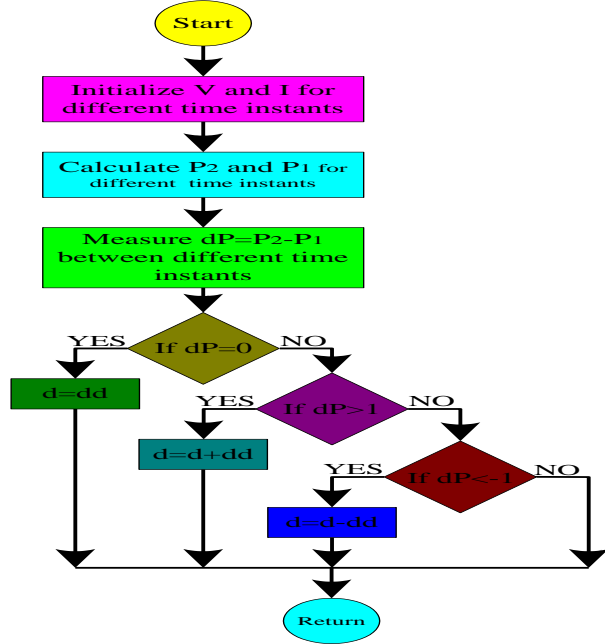 Start
Initialize V and I for
different time instants
Calculate P2 and P1 for
different time instants
Measure dP=P2-P1
between different time
instants
YES
If dP=0
NO
d=dd
YES
If dP>1
NO
d=d+dd
YES
If dP<-1
NO
d=d-dd
Return